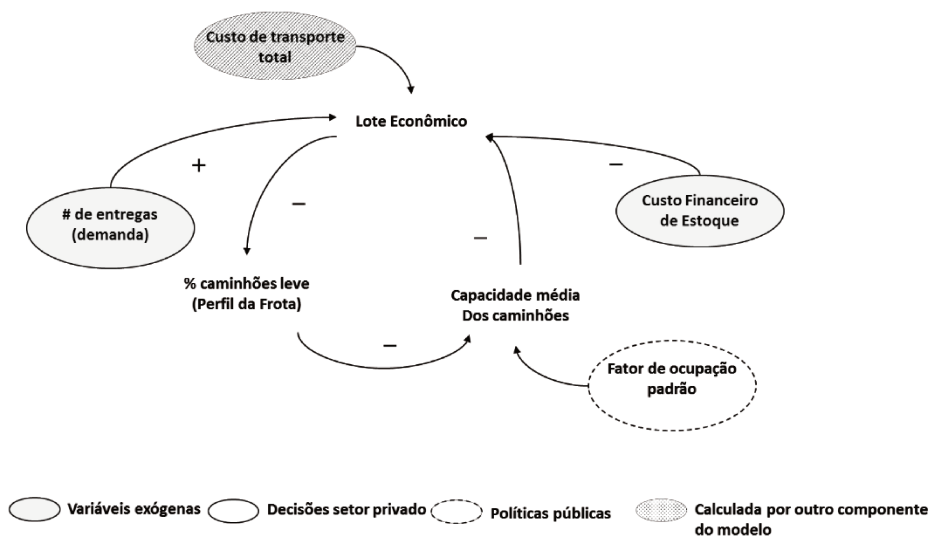 Custo de transporte
total
Lote Econômico
+
−
# de entregas
(demanda)
−
Custo Financeiro
de Estoque
−
% caminhões leve
(Perfil da Frota)
Capacidade média
Dos caminhões
−
Fator de ocupação
padrão
Variáveis exógenas
Decisões setor privado
Políticas públicas
Calculada por outro componente
do modelo